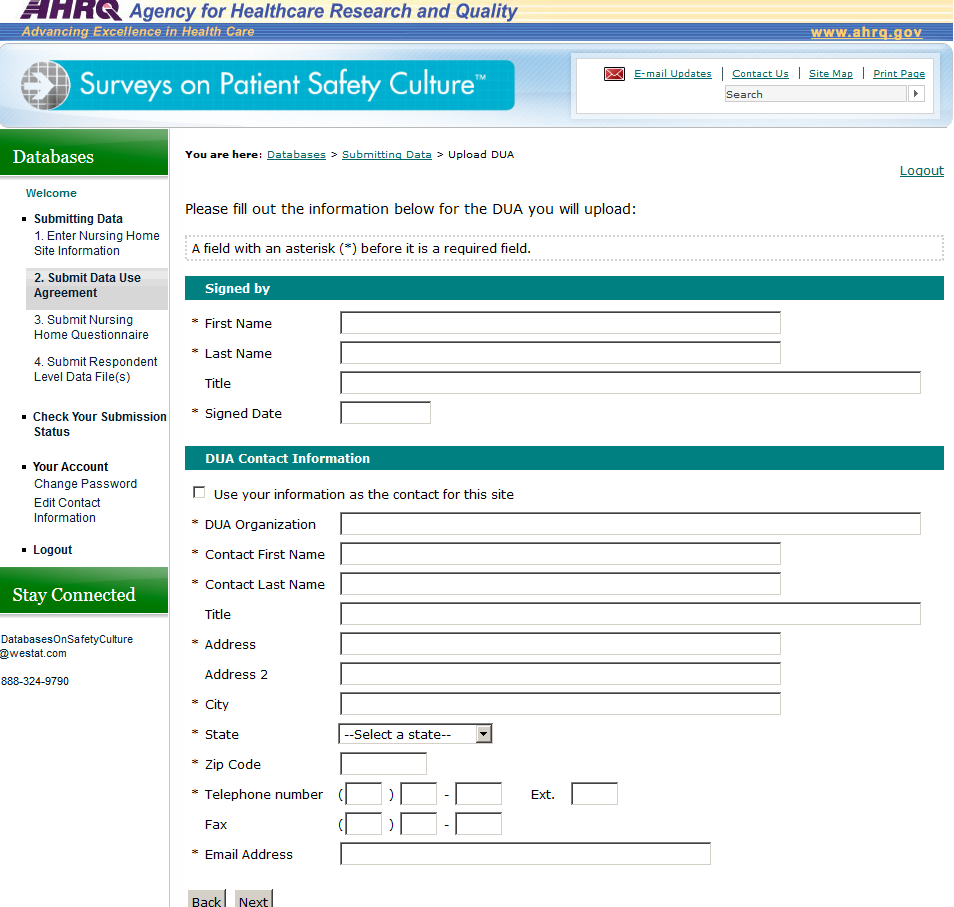 AHRQ Agency for Healthcare Research and Quality
Advancing Excellence in Health Care
www.ahrq.gov
Surveys on Patient Safety Culture™
E-mail Updates | Contact Us | Site Map | Print Page
Search
Databases
Welcome
Submitting Data
1. Enter Nursing Home
Site Information
2. Submit Data Use
Agreement
3. Submit Nursing
Home Questionnaire
4. Submit Respondent
Level Data File(s)
Check Your Submission
Status
Your Account
Change Password
Edit Contact
Information
Logout
Stay Connected
DatabasesOnSafetyCulture
@westat.com
888-324-9790
You are here: Databases > Submitting Data > Upload DUA
Logout
Please fill out the information below for the DUA you will upload:
A field with an asterisk (*) before it is a required field.
Signed by
* First Name
* Last Name
Title
* Signed Date
DUA Contact Information
Use your information as the contact for this site
* DUA Organization
* Contact First Name
* Contact Last Name
Title
* Address
Address 2
* City
* State --Select a state--
* Zip Code
* Telephone number ( ) - Ext.
Fax ( ) -
* Email Address
Back Next